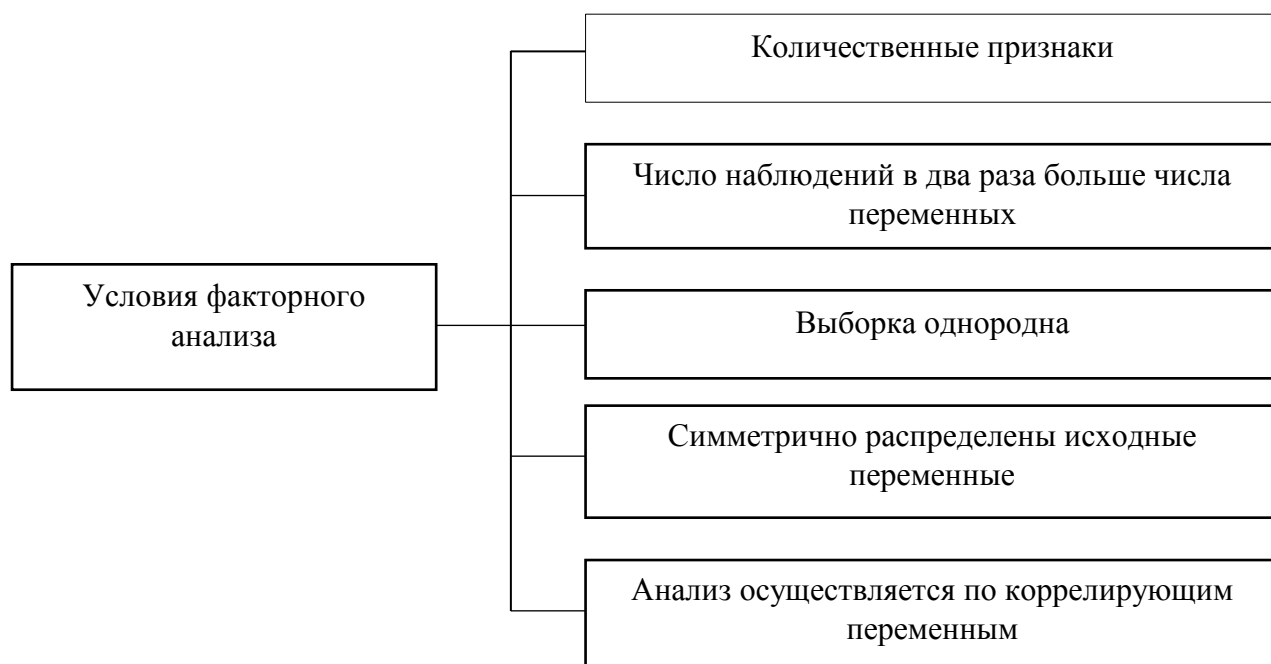 Количественные признаки
Число наблюдений в два раза больше числа
переменных
Условия факторного
анализа
Выборка однородна
Симметрично распределены исходные
переменные
Анализ осуществляется по коррелирующим
переменным